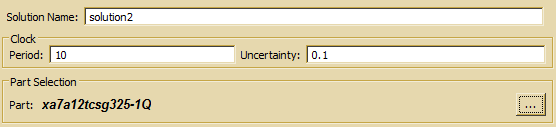 Solution Name: solution2
Clock
Period: 10 Uncertainty: 0.1
Part Selection
Part: xa7a12tcsg325-1Q ...